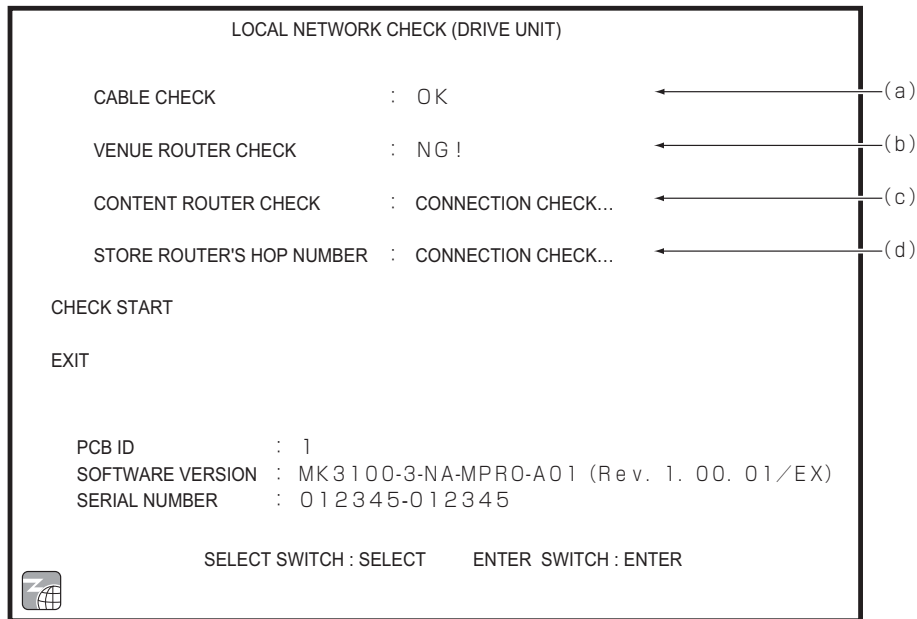 LOCAL NETWORK CHECK (DRIVE UNIT)
CABLE CHECK : OK (a)
VENUE ROUTER CHECK : NG! (b)
CONTENT ROUTER CHECK : CONNECTION CHECK... (c)
STORE ROUTER'S HOP NUMBER : CONNECTION CHECK... (d)
CHECK START
EXIT
PCB ID : 1
SOFTWARE VERSION : MK3100-3-NA-MPR0-A01 (Rev. 1. 00. 01/EX)
SERIAL NUMBER : 012345-012345
SELECT SWITCH : SELECT ENTER SWITCH : ENTER